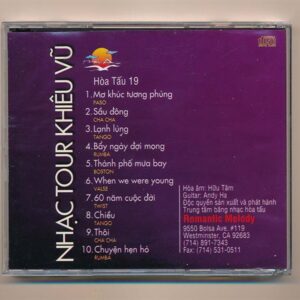 NHẠC TOUR KHIÊU VŨ
Hòa Tấu 19
1. Mơ khúc tương phùng
PASO
2. Sầu đông
CHA CHA
3. Lạnh lùng
TANGO
4. Bẩy ngày đợi mong
RUMBA
5. Thành phố mưa bay
BOSTON
6. When we were young
VALSE
7. 60 năm cuộc đời
TWIST
8. Chiều
TANGO
9. Thôi
CHA CHA
10. Chuyện hẹn hò
RUMBA
Hòa âm: Hữu Tâm
Guitar: Andy Ha
Độc quyền sản xuất và phát hành
Trung tâm băng nhạc hòa tấu
Romantic Melody
9550 Bolsa Ave. #119
Westminster, CA 92683
(714) 891-7343
Fax: (714) 531-0511